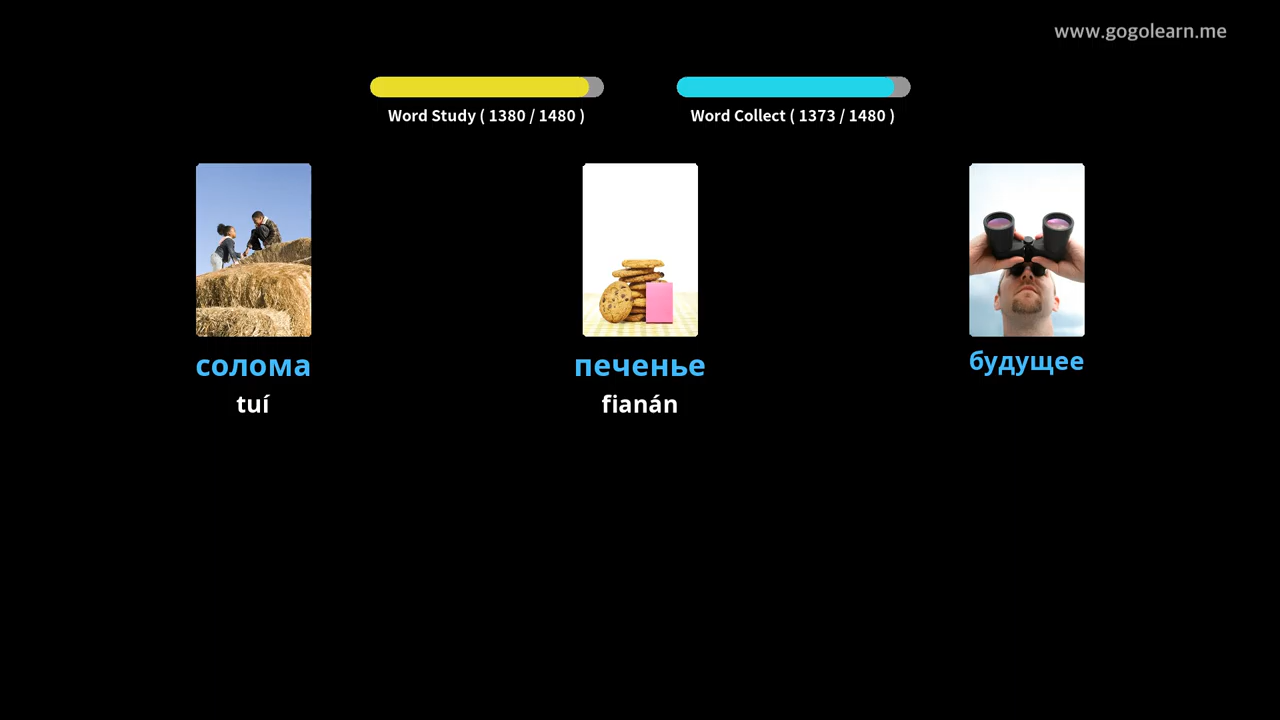 www.gogolearn.me
Word Study ( 1380 / 1480 )
Word Collect ( 1373 / 1480 )
солома
tuí
печенье
fianán
будущее